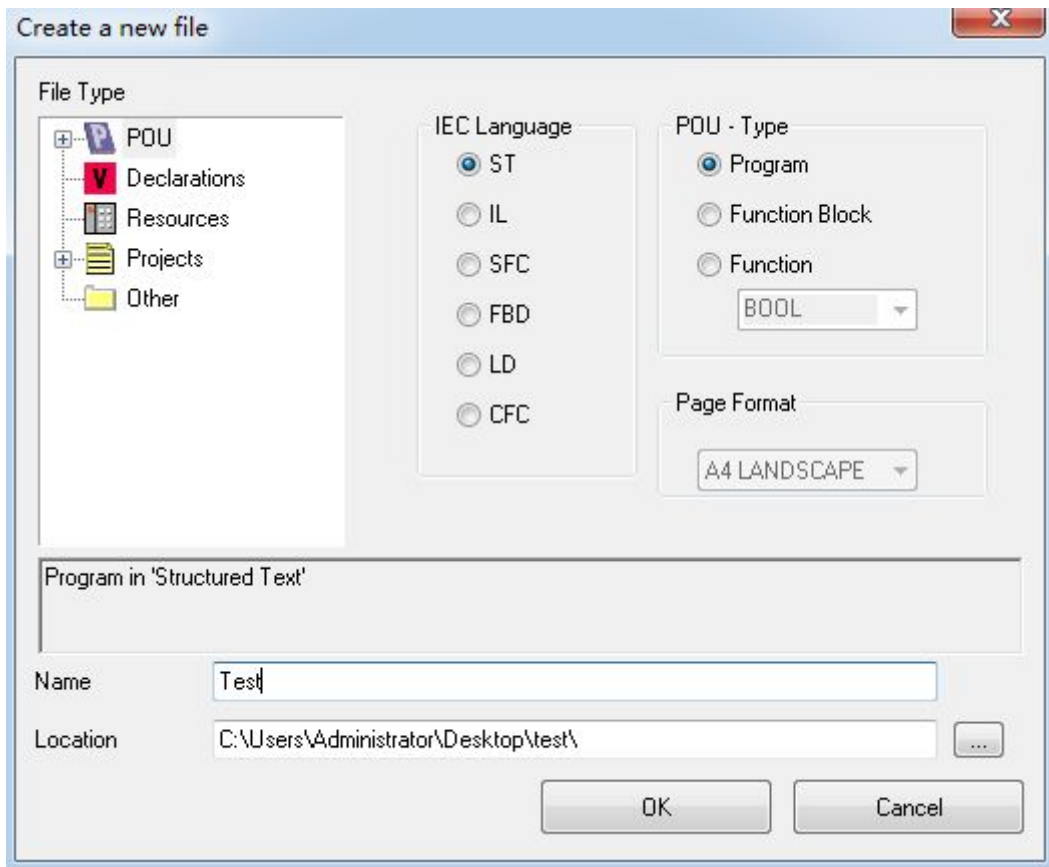 Create a new file
File Type
POU
Declarations
Resources
Projects
Other
IEC Language
ST
IL
SFC
FBD
LD
CFC
POU - Type
Program
Function Block
Function
BOOL
Page Format
A4 LANDSCAPE
Program in 'Structured Text'
Name
Test
Location
C:\Users\Administrator\Desktop\test\
...
OK
Cancel